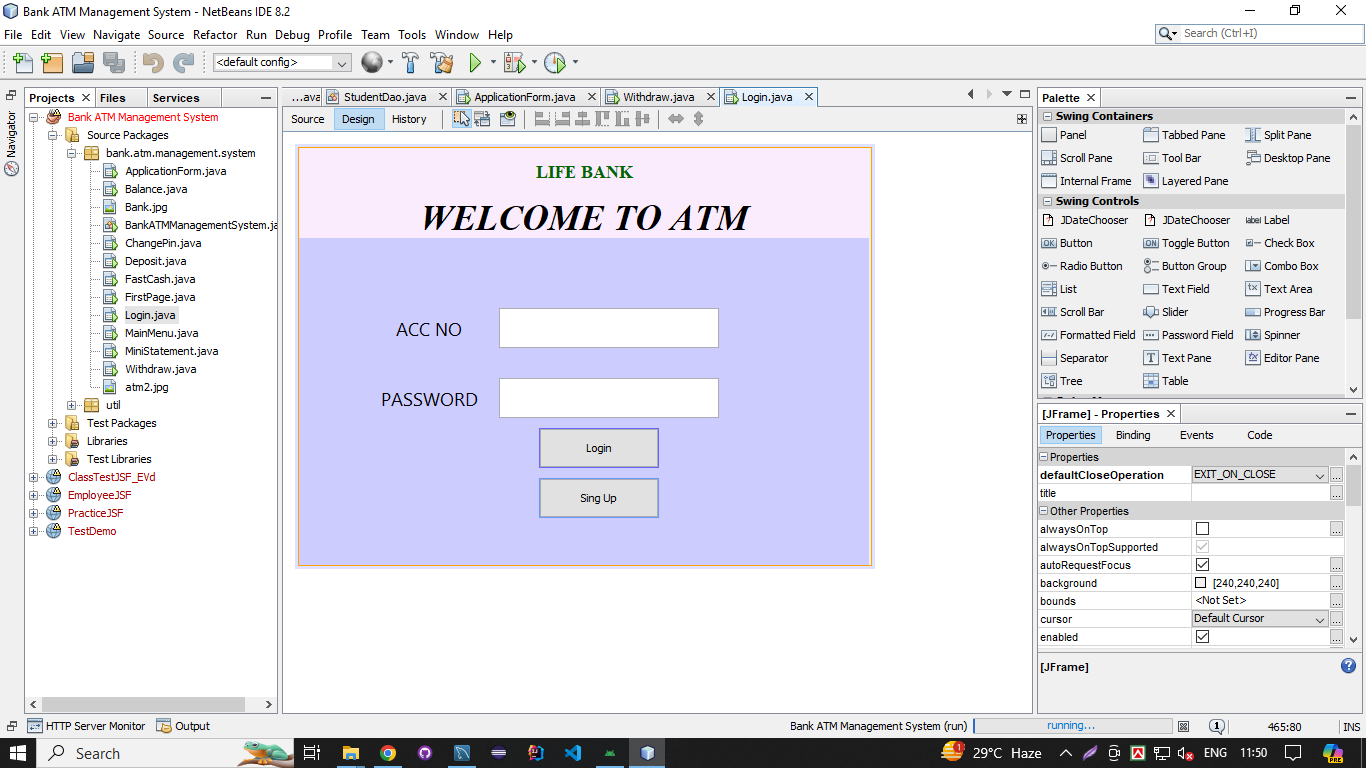 Bank ATM Management System - NetBeans IDE 8.2
File Edit View Navigate Source Refactor Run Debug Profile Team Tools Window Help
Search (Ctrl+I)
<default config>
Projects Files Services
Navigator
Bank ATM Management System
Source Packages
bank.atm.management.system
ApplicationForm.java
Balance.java
Bank.jpg
BankATMManagementSystem.ja
ChangePin.java
Deposit.java
FastCash.java
FirstPage.java
Login.java
MainMenu.java
MiniStatement.java
Withdraw.java
atm2.jpg
util
Test Packages
Libraries
Test Libraries
ClassTestJSF_EVd
EmployeeJSF
PracticeJSF
TestDemo
...ava StudentDao.java ApplicationForm.java Withdraw.java Login.java
Source Design History
LIFE BANK
WELCOME TO ATM
ACC NO
PASSWORD
Login
Sing Up
Palette
Swing Containers
Panel Tabbed Pane Split Pane
Scroll Pane Tool Bar Desktop Pane
Internal Frame Layered Pane
Swing Controls
JDateChooser JDateChooser label Label
OK Button ON Toggle Button Check Box
Radio Button Button Group Combo Box
List Text Field Text Area
Scroll Bar Slider Progress Bar
Formatted Field Password Field Spinner
Separator Text Pane Editor Pane
Tree Table
[JFrame] - Properties
Properties Binding Events Code
Properties
defaultCloseOperation EXIT_ON_CLOSE ...
title ...
Other Properties
alwaysOnTop ...
alwaysOnTopSupported
autoRequestFocus ...
background [240,240,240] ...
bounds <Not Set> ...
cursor Default Cursor ...
enabled ...
[JFrame]
HTTP Server Monitor Output
Bank ATM Management System (run) running... 1 465:80 INS
Search
1 29°C Haze ENG 11:50 PRE